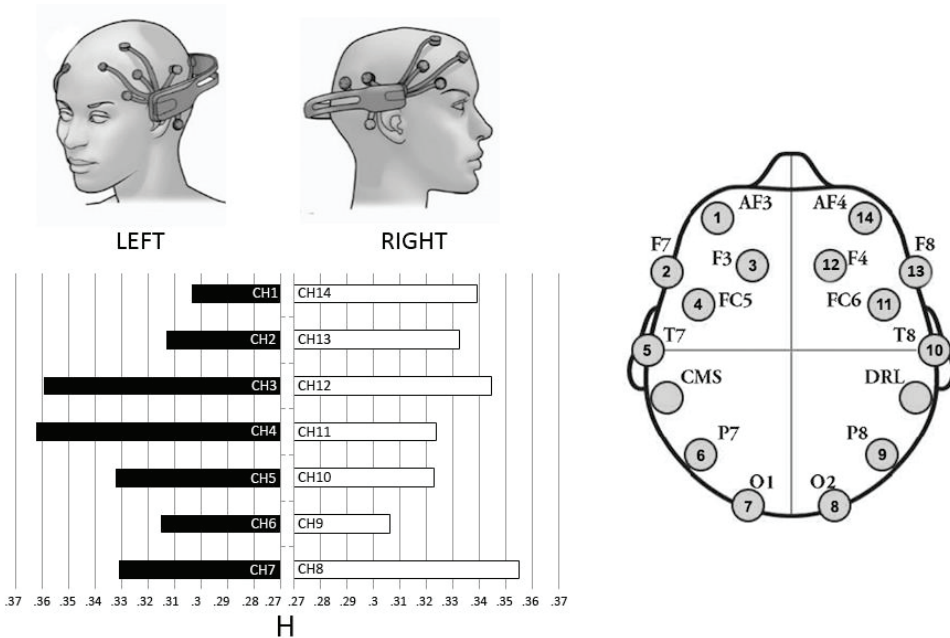 LEFT
RIGHT
CH1 CH14
CH2 CH13
CH3 CH12
CH4 CH11
CH5 CH10
CH6 CH9
CH7 CH8
.37 .36 .35 .34 .33 .32 .31 .3 .29 .28 .27 .27 .28 .29 .3 .31 .32 .33 .34 .35 .36 .37
H
AF3 AF4
1 14
F7 F3 F4 F8
2 3 12 13
4 FC5 FC6 11
T7 T8
5 10
CMS DRL
P7 P8
6 9
O1 O2
7 8